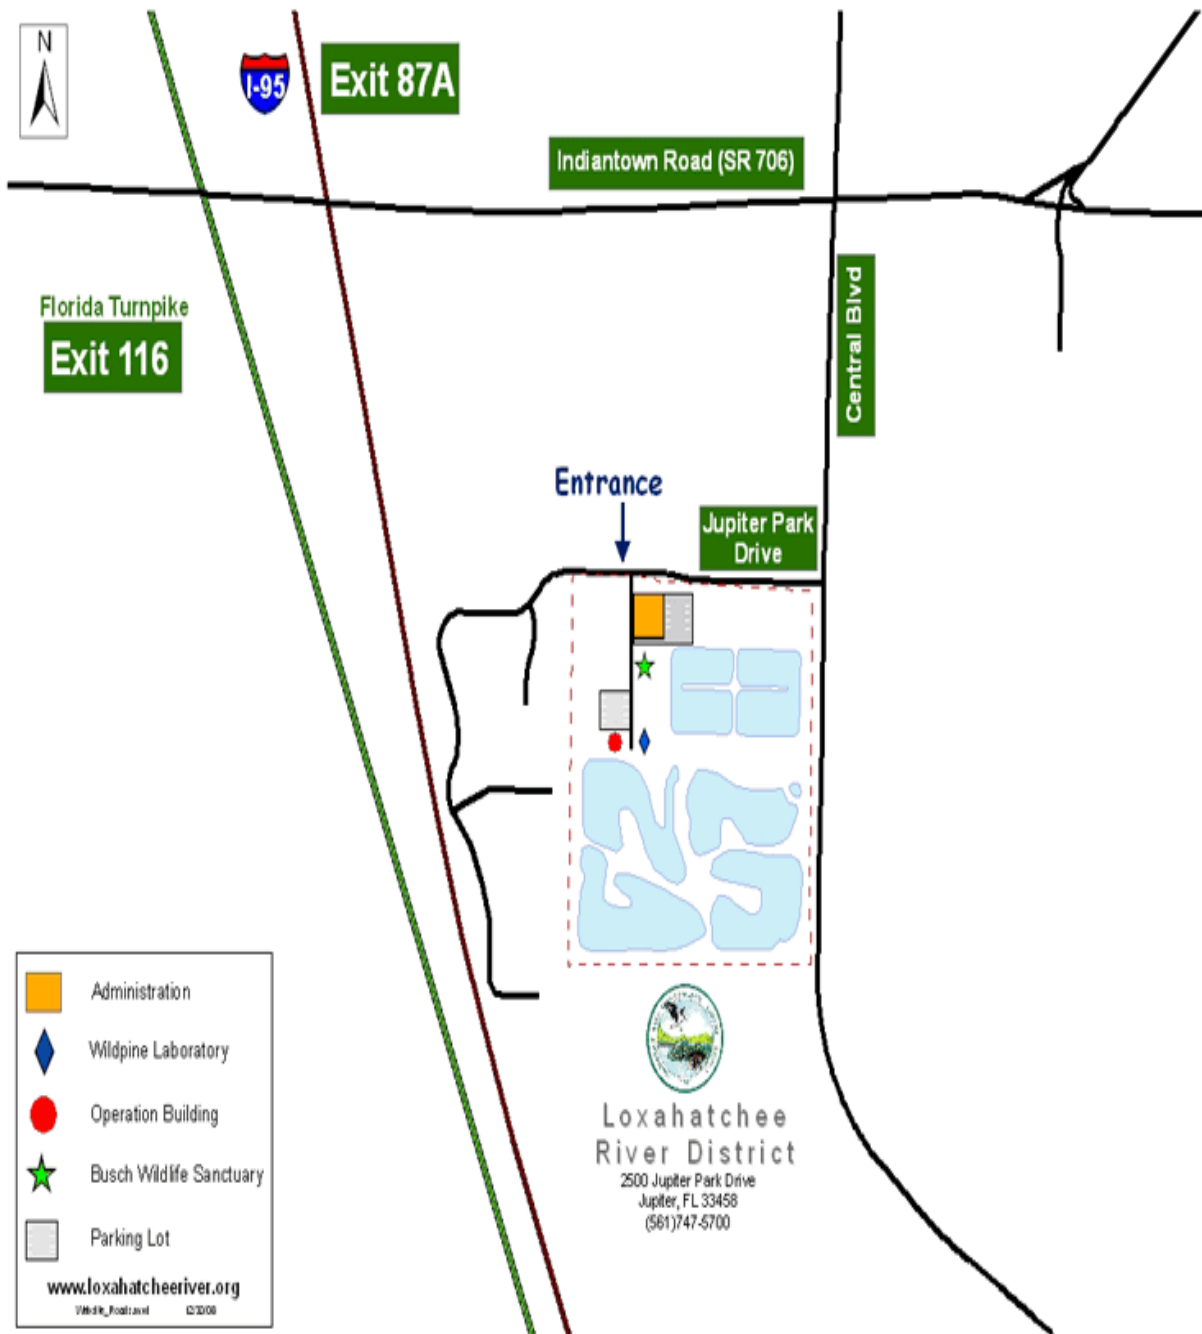 N
I-95
Exit 87A
Indiantown Road (SR 706)
Florida Turnpike
Exit 116
Central Blvd
Entrance
Jupiter Park
Drive
Administration
Wildpine Laboratory
Operation Building
Busch Wildlife Sanctuary
Parking Lot
www.loxahatcheeriver.org
Loxahatchee
River District
2500 Jupiter Park Drive
Jupiter, FL 33458
(561)747-5700